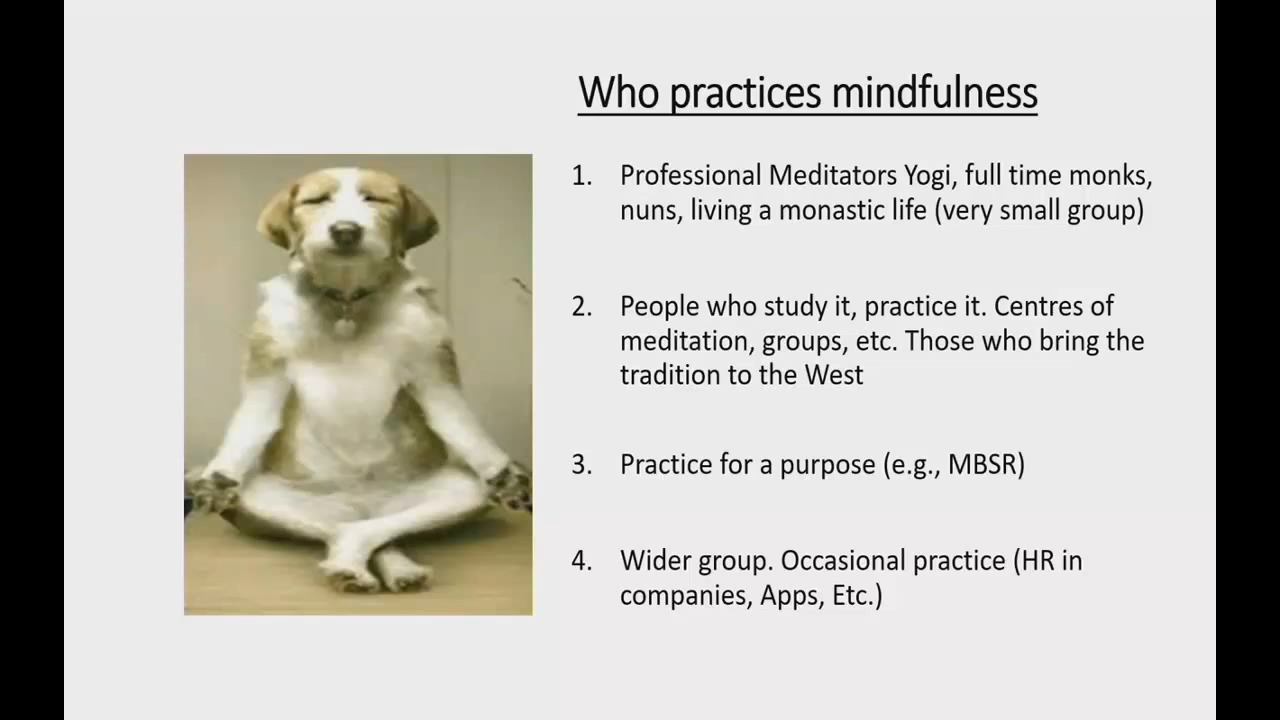 Who practices mindfulness
1. Professional Meditators Yogi, full time monks,
nuns, living a monastic life (very small group)
2. People who study it, practice it. Centres of
meditation, groups, etc. Those who bring the
tradition to the West
3. Practice for a purpose (e.g., MBSR)
4. Wider group. Occasional practice (HR in
companies, Apps, Etc.)